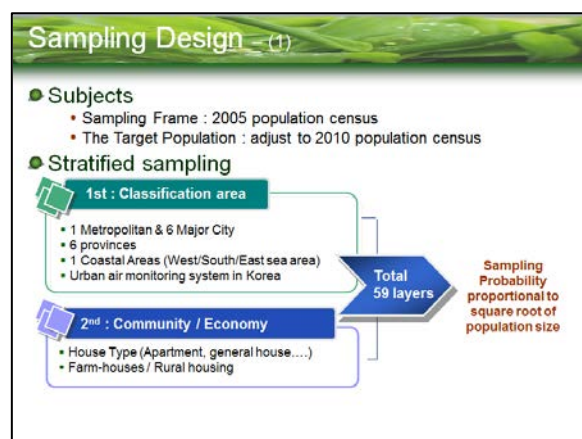 Sampling Design – (1)
Subjects
• Sampling Frame : 2005 population census
• The Target Population : adjust to 2010 population census
Stratified sampling
1st : Classification area
• 1 Metropolitan & 6 Major City
• 6 provinces
• 1 Coastal Areas (West/South/East sea area)
• Urban air monitoring system in Korea
2nd : Community / Economy
• House Type (Apartment, general house….)
• Farm-houses / Rural housing
Total
59 layers
Sampling
Probability
proportional to
square root of
population size